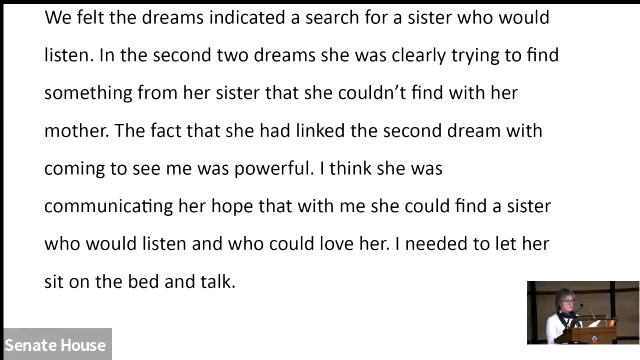 We felt the dreams indicated a search for a sister who would
listen. In the second two dreams she was clearly trying to find
something from her sister that she couldn’t find with her
mother. The fact that she had linked the second dream with
coming to see me was powerful. I think she was
communicating her hope that with me she could find a sister
who would listen and who could love her. I needed to let her
sit on the bed and talk.
Senate House